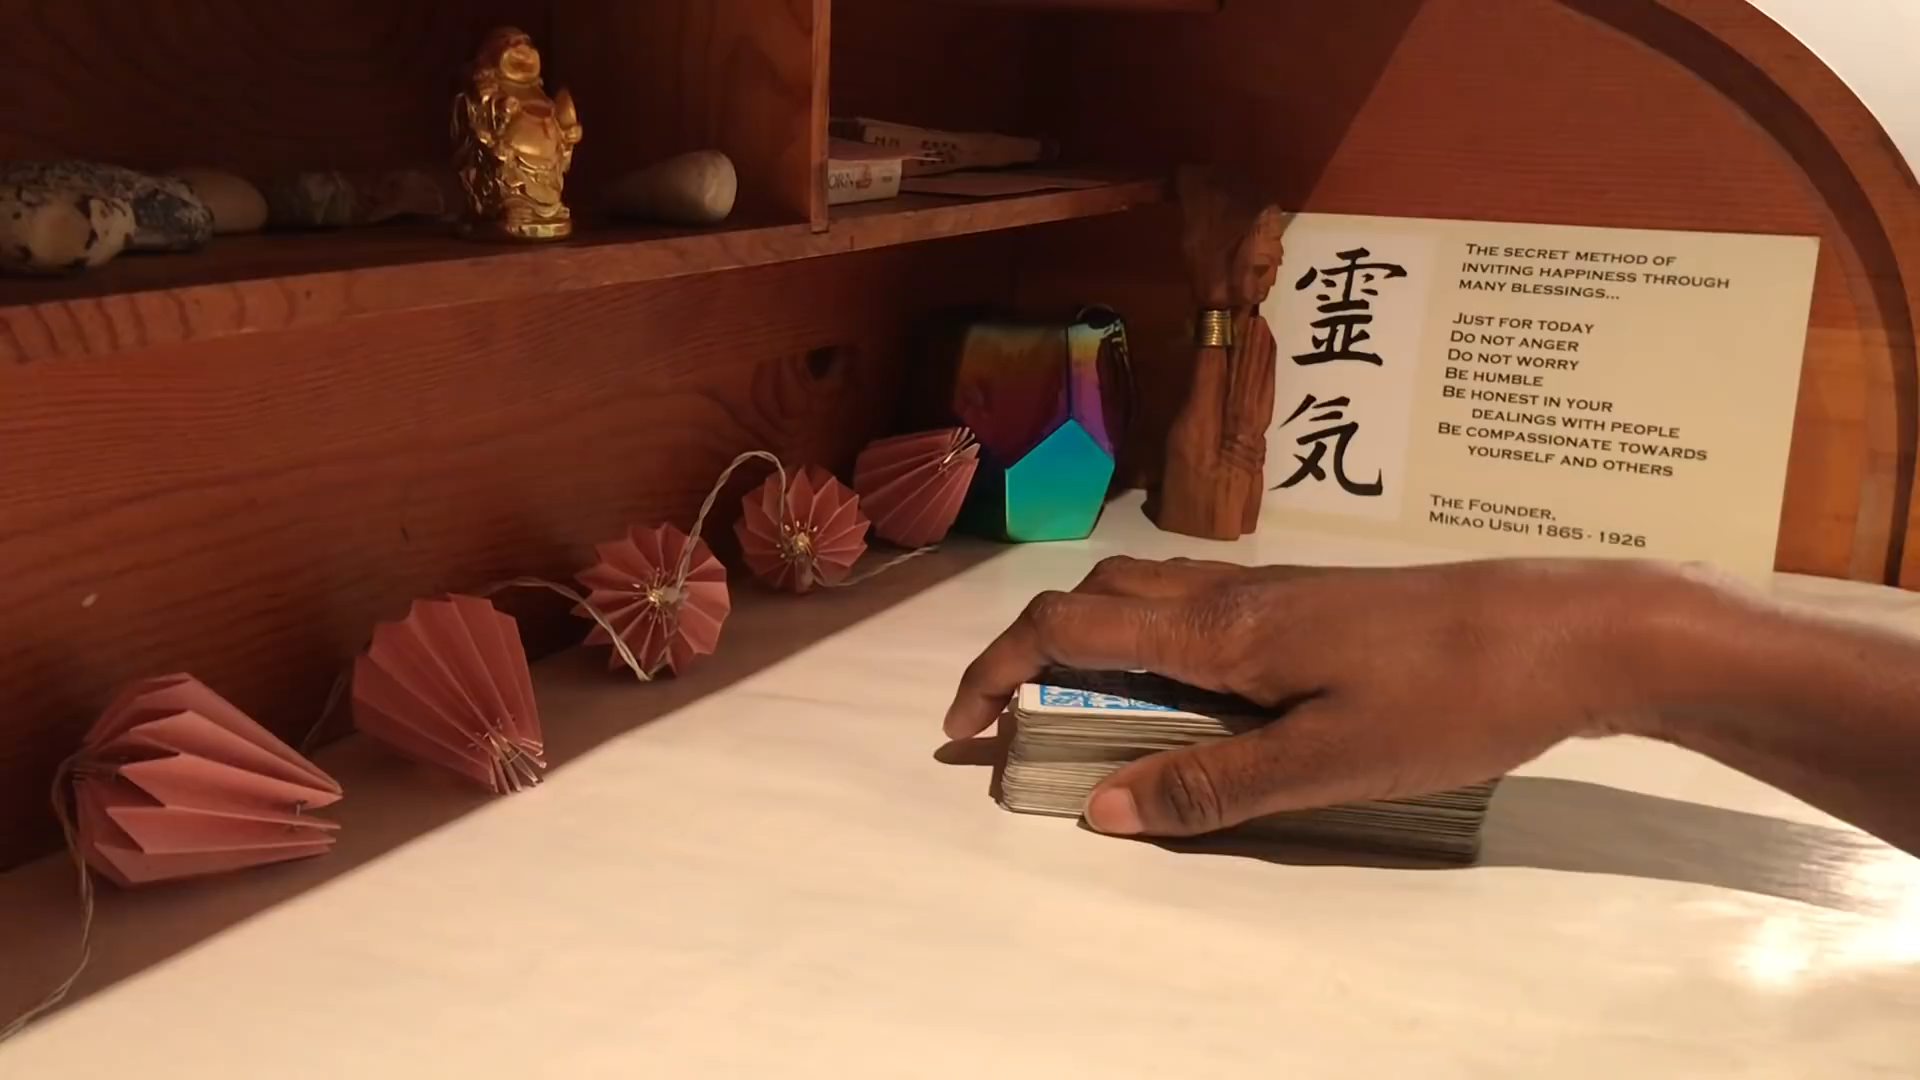 ORN
霊
気
THE SECRET METHOD OF
INVITING HAPPINESS THROUGH
MANY BLESSINGS...
JUST FOR TODAY
DO NOT ANGER
DO NOT WORRY
BE HUMBLE
BE HONEST IN YOUR
DEALINGS WITH PEOPLE
BE COMPASSIONATE TOWARDS
YOURSELF AND OTHERS
THE FOUNDER,
MIKAO USUI 1865 - 1926